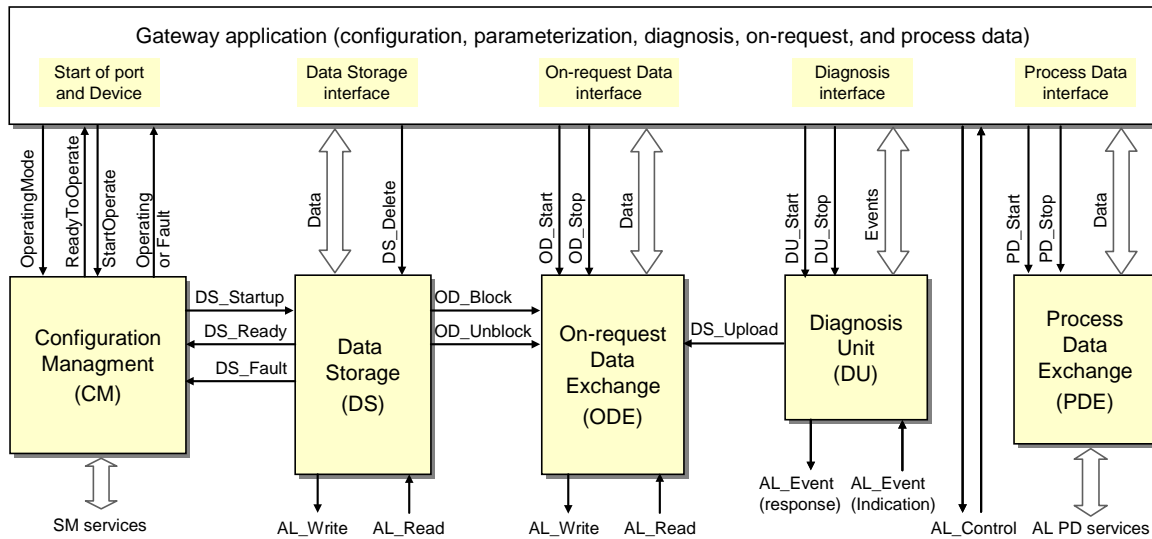 Gateway application (configuration, parameterization, diagnosis, on-request, and process data)
Start of port
and Device
Data Storage
interface
On-request Data
interface
Diagnosis
interface
Process Data
interface
OperatingMode
ReadyToOperate
StartOperate
Operating
or Fault
Data
DS_Delete
OD_Start
OD_Stop
Data
DU_Start
DU_Stop
Events
PD_Start
PD_Stop
Data
Configuration
Managment
(CM)
DS_Startup
DS_Ready
DS_Fault
Data
Storage
(DS)
OD_Block
OD_Unblock
On-request
Data
Exchange
(ODE)
DS_Upload
Diagnosis
Unit
(DU)
Process
Data
Exchange
(PDE)
SM services
AL_Write
AL_Read
AL_Write
AL_Read
AL_Event
(response)
AL_Event
(Indication)
AL_Control
AL PD services